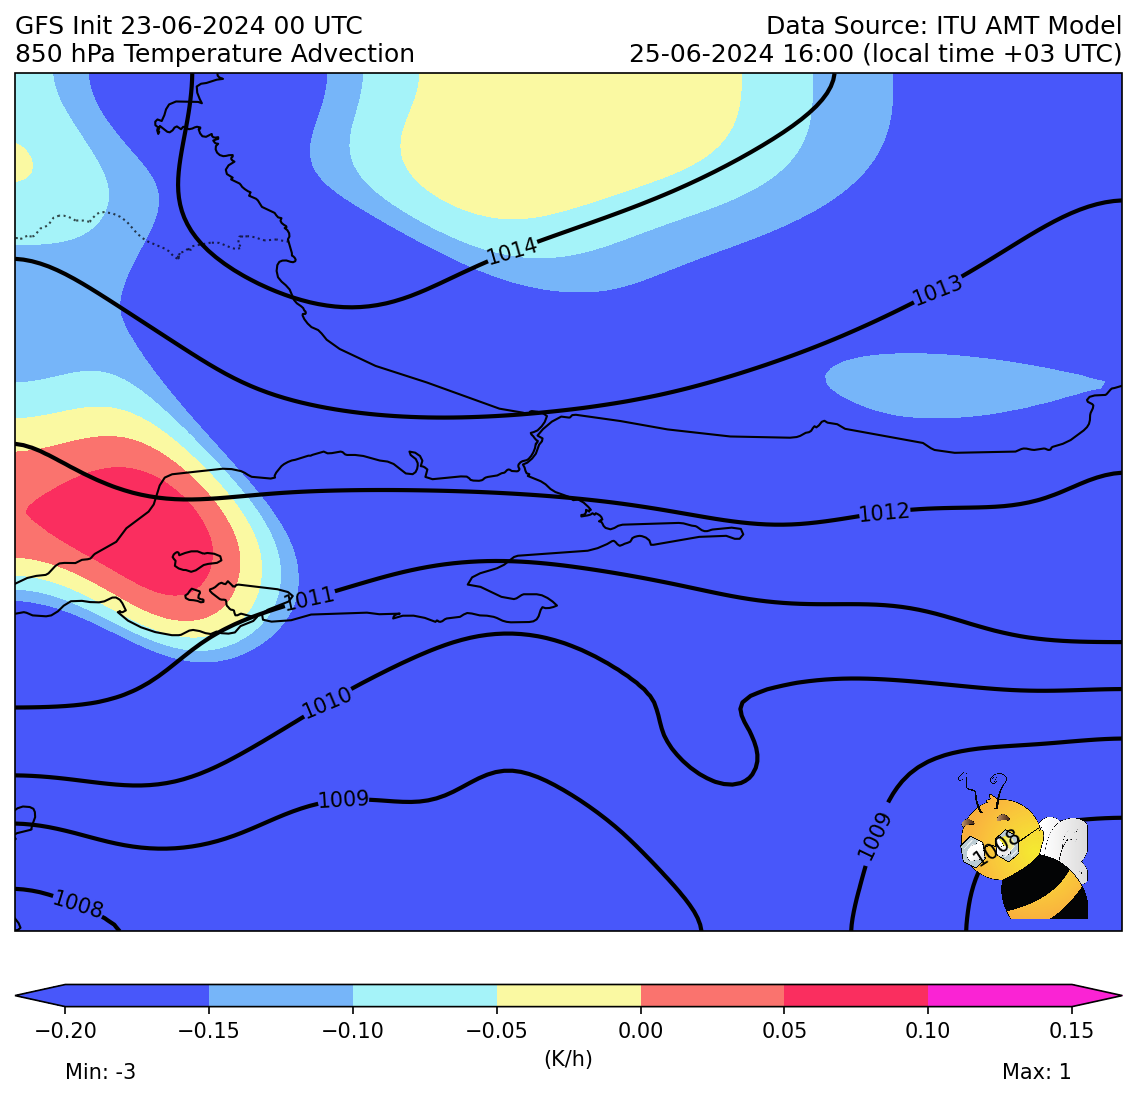 GFS Init 23-06-2024 00 UTC
Data Source: ITU AMT Model
850 hPa Temperature Advection
25-06-2024 16:00 (local time +03 UTC)
1014
1013
1012
1011
1010
1009
1009
1008
1008
−0.20
−0.15
−0.10
−0.05
0.00
0.05
0.10
0.15
(K/h)
Min: -3
Max: 1